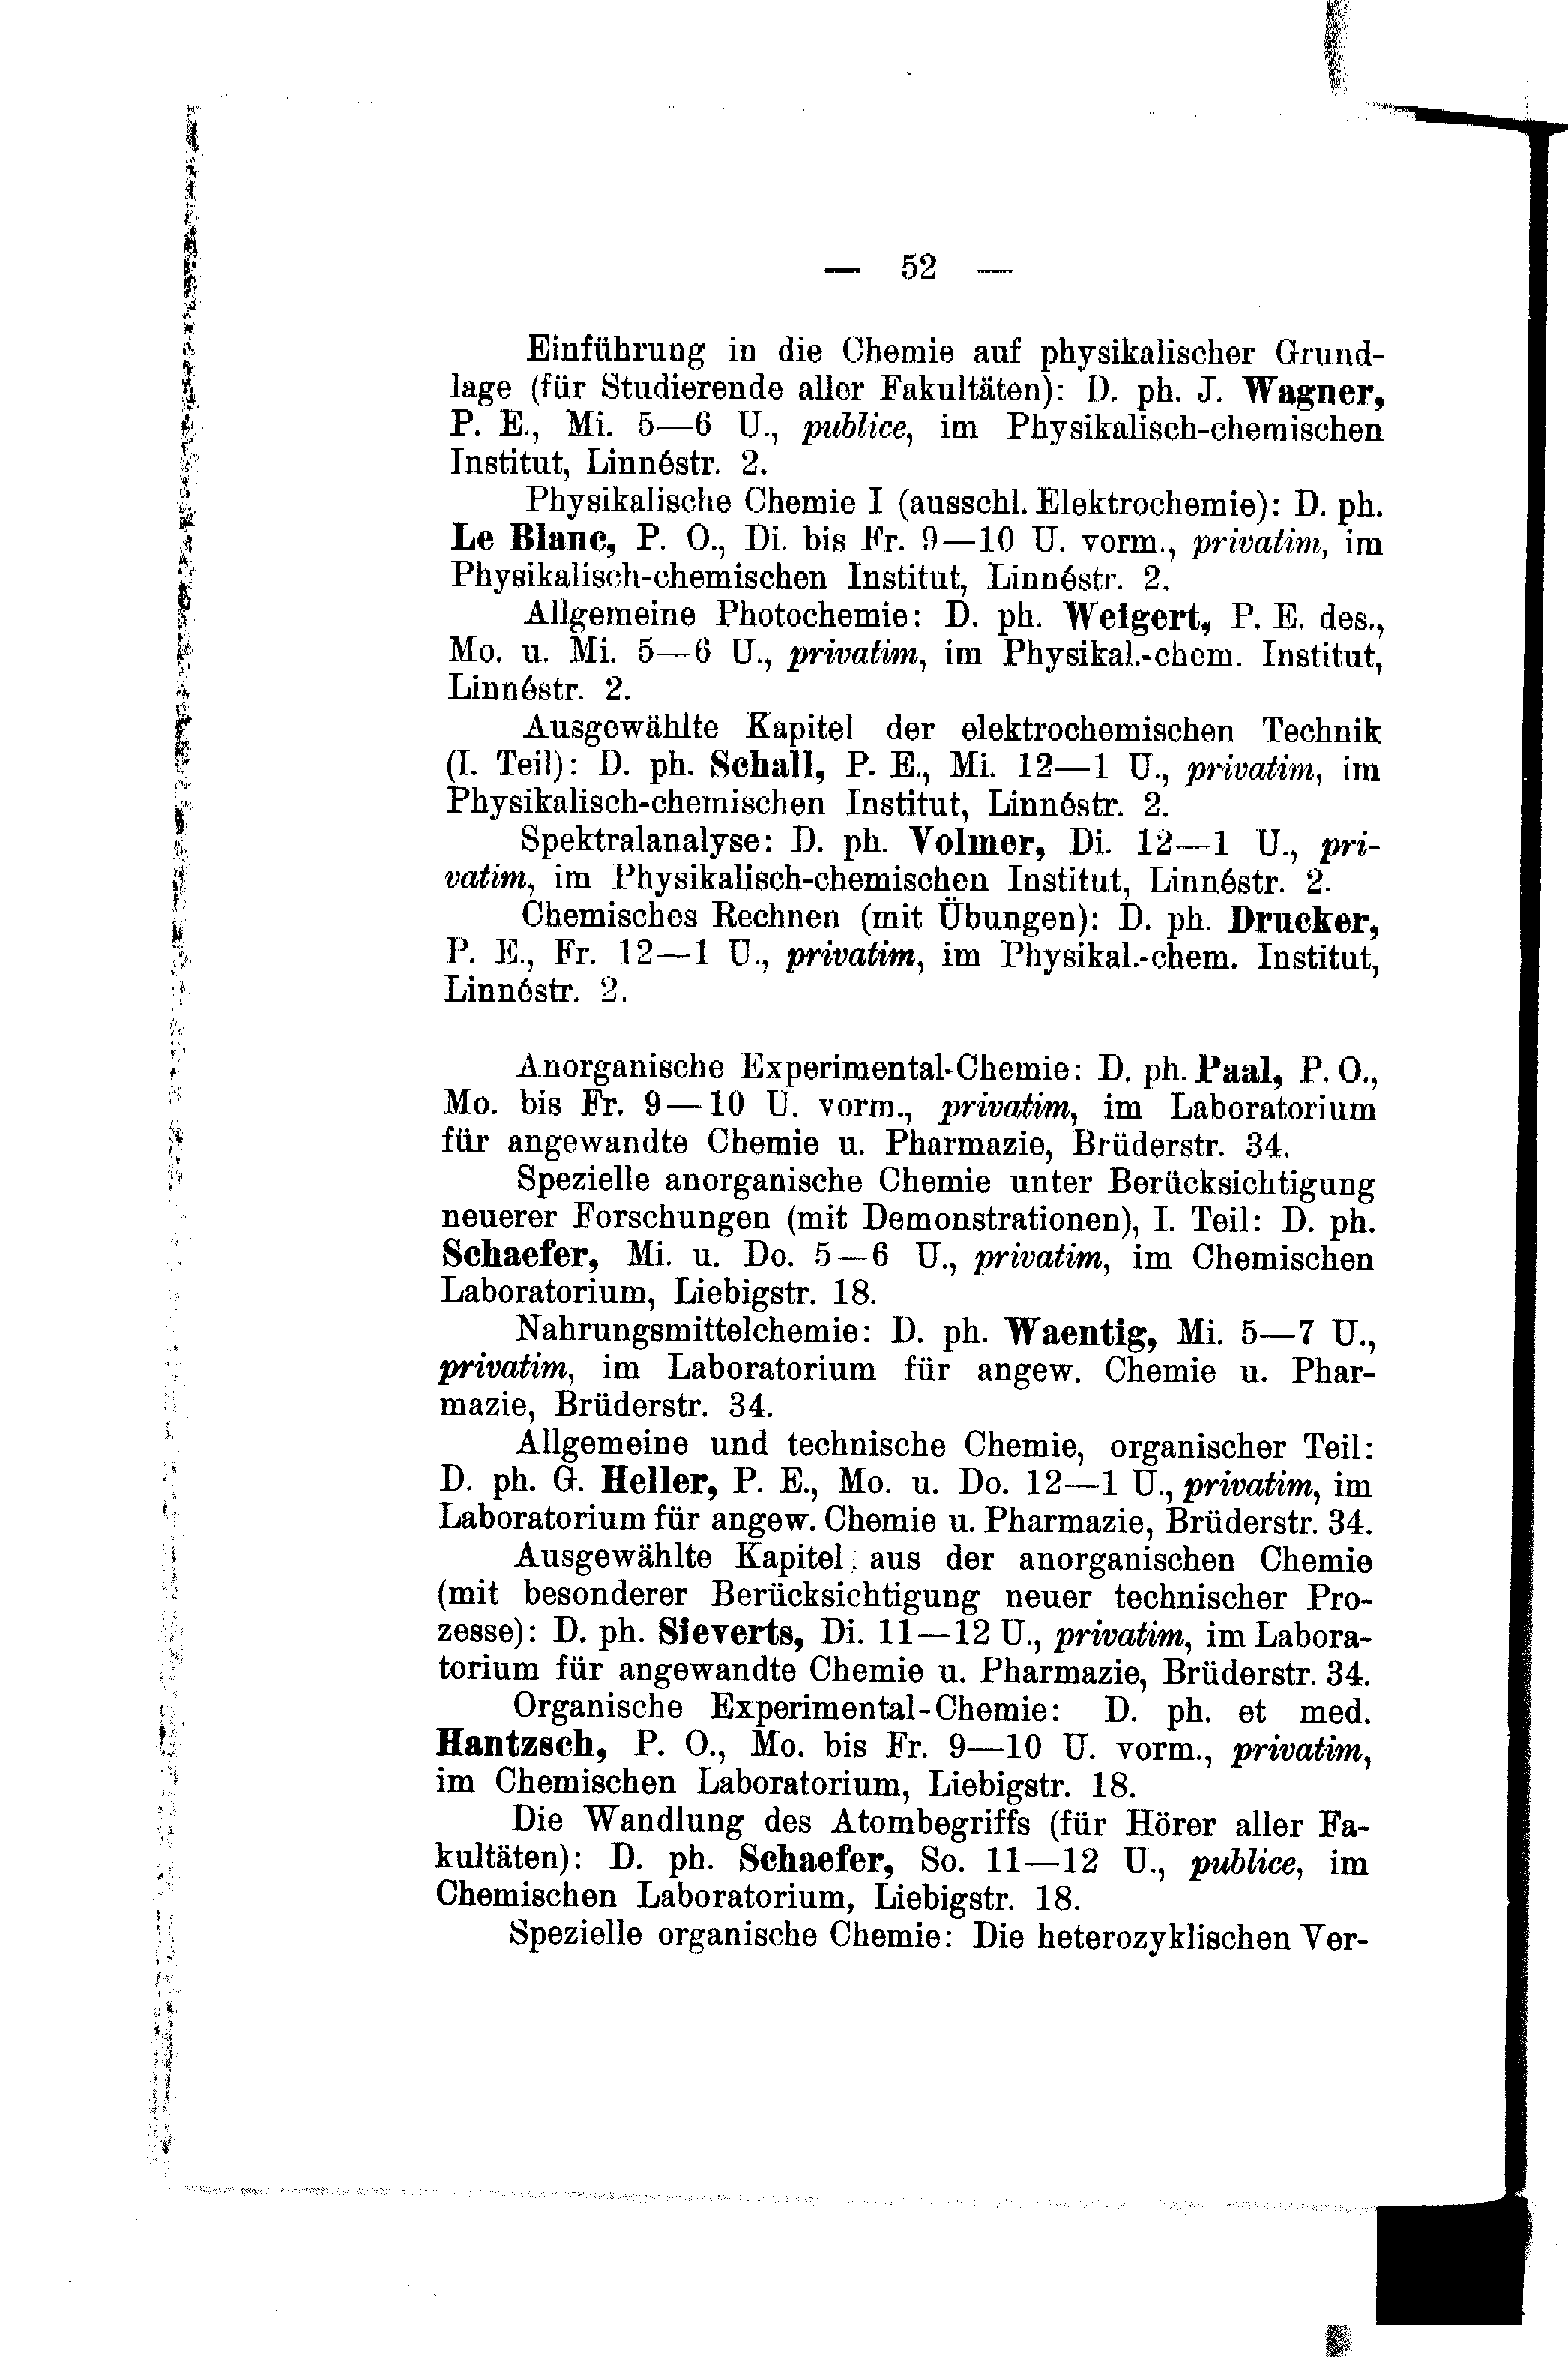 — 52 —
Einführung in die Chemie auf physikalischer Grund-
lage (für Studierende aller Fakultäten): D. ph. J. Wagner,
P. E., Mi. 5—6 U., publice, im Physikalisch-chemischen
Institut, Linnéstr. 2.
Physikalische Chemie I (ausschl. Elektrochemie): D. ph.
Le Blanc, P. O., Di. bis Fr. 9—10 U. vorm., privatim, im
Physikalisch-chemischen Institut, Linnéstr. 2.
Allgemeine Photochemie: D. ph. Weigert, P. E. des.,
Mo. u. Mi. 5—6 U., privatim, im Physikal.-chem. Institut,
Linnéstr. 2.
Ausgewählte Kapitel der elektrochemischen Technik
(I. Teil): D. ph. Schall, P. E., Mi. 12—1 U., privatim, im
Physikalisch-chemischen Institut, Linnéstr. 2.
Spektralanalyse: D. ph. Volmer, Di. 12—1 U., pri-
vatim, im Physikalisch-chemischen Institut, Linnéstr. 2.
Chemisches Rechnen (mit Übungen): D. ph. Drucker,
P. E., Fr. 12—1 U., privatim, im Physikal.-chem. Institut,
Linnéstr. 2.
Anorganische Experimental-Chemie: D. ph. Paal, P. O.,
Mo. bis Fr. 9—10 U. vorm., privatim, im Laboratorium
für angewandte Chemie u. Pharmazie, Brüderstr. 34.
Spezielle anorganische Chemie unter Berücksichtigung
neuerer Forschungen (mit Demonstrationen), I. Teil: D. ph.
Schaefer, Mi. u. Do. 5—6 U., privatim, im Chemischen
Laboratorium, Liebigstr. 18.
Nahrungsmittelchemie: D. ph. Waentig, Mi. 5—7 U.,
privatim, im Laboratorium für angew. Chemie u. Phar-
mazie, Brüderstr. 34.
Allgemeine und technische Chemie, organischer Teil:
D. ph. G. Heller, P. E., Mo. u. Do. 12—1 U., privatim, im
Laboratorium für angew. Chemie u. Pharmazie, Brüderstr. 34.
Ausgewählte Kapitel aus der anorganischen Chemie
(mit besonderer Berücksichtigung neuer technischer Pro-
zesse): D. ph. Sieverts, Di. 11—12 U., privatim, im Labora-
torium für angewandte Chemie u. Pharmazie, Brüderstr. 34.
Organische Experimental-Chemie: D. ph. et med.
Hantzsch, P. O., Mo. bis Fr. 9—10 U. vorm., privatim,
im Chemischen Laboratorium, Liebigstr. 18.
Die Wandlung des Atombegriffs (für Hörer aller Fa-
kultäten): D. ph. Schaefer, So. 11—12 U., publice, im
Chemischen Laboratorium, Liebigstr. 18.
Spezielle organische Chemie: Die heterozyklischen Ver-